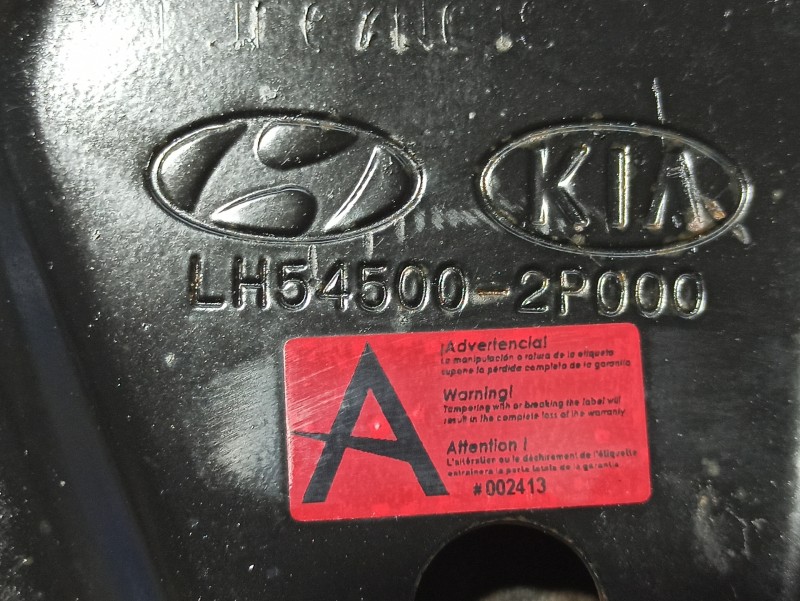 KIA
LH54500-2P000
¡Advertencia!
La manipulación o rotura de la etiqueta
supone la pérdida completa de la garantía
Warning!
Tampering with or breaking the label will
result in the complete loss of the warranty
Attention !
L'altéralier ou le déchirement de l'étiquette
entrainera la perte totale de la garantie
A
#002413